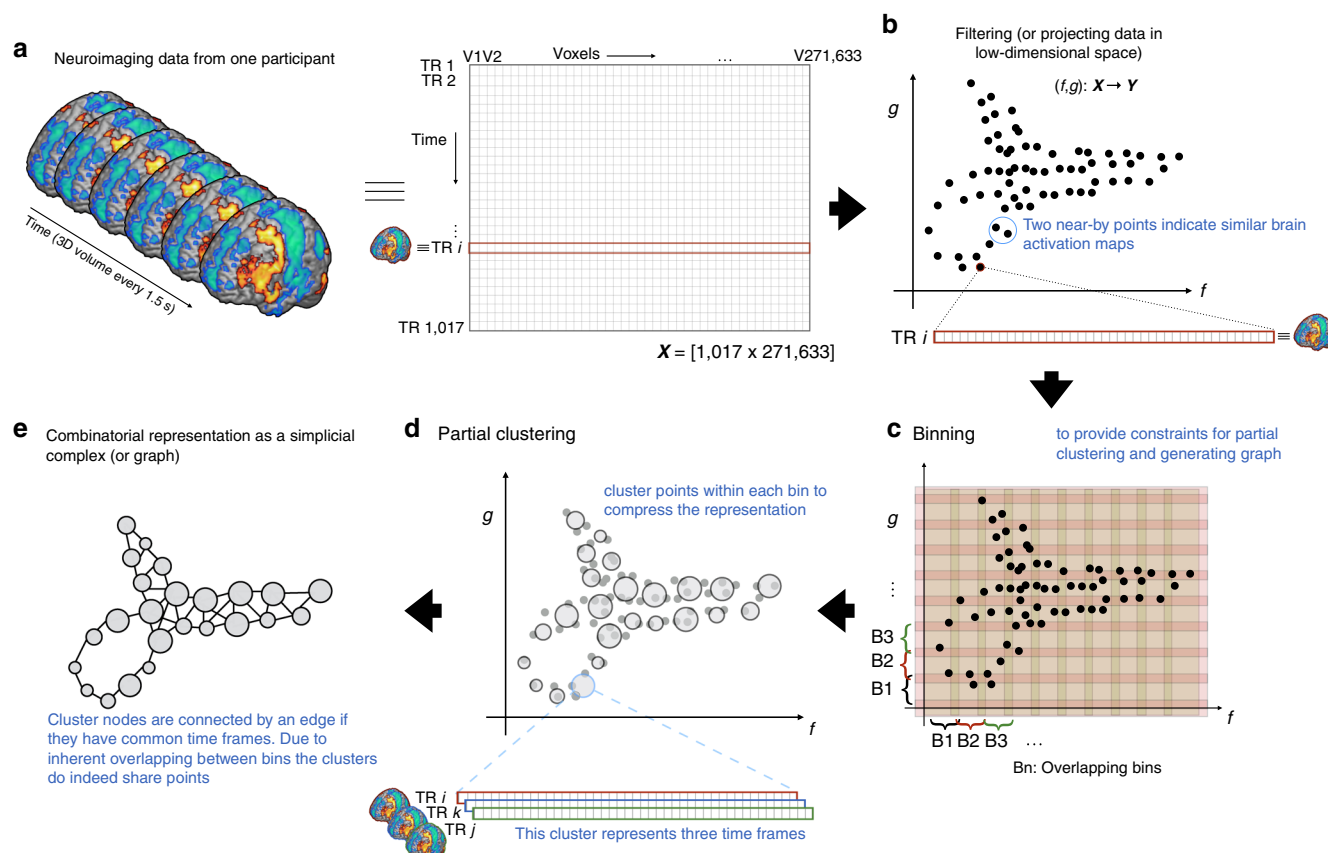 a
Neuroimaging data from one participant
Time (3D volume every 1.5 s)
V1V2
Voxels
…
V271,633
TR 1
TR 2
Time
⋮
≡ TR i
TR 1,017
X = [1,017 x 271,633]
b
Filtering (or projecting data in
low-dimensional space)
(f,g): X → Y
g
Two near-by points indicate similar brain
activation maps
f
TR i
≡
c Binning
to provide constraints for partial
clustering and generating graph
g
⋮
B3
B2
B1
f
B1 B2 B3 …
Bn: Overlapping bins
d Partial clustering
cluster points within each bin to
compress the representation
g
f
TR i
TR k
TR j
This cluster represents three time frames
e
Combinatorial representation as a simplicial
complex (or graph)
Cluster nodes are connected by an edge if
they have common time frames. Due to
inherent overlapping between bins the clusters
do indeed share points